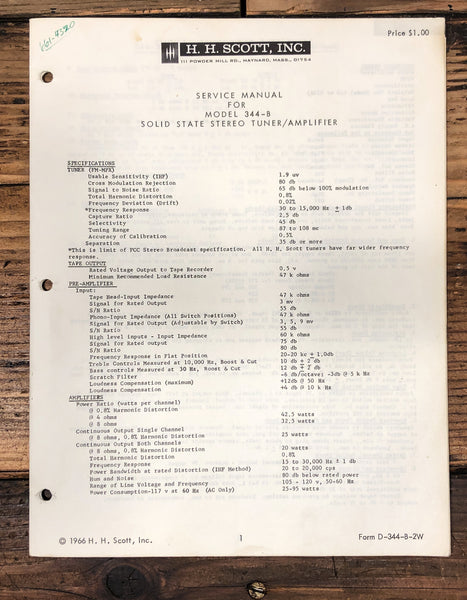 Price $1.00
H. H. SCOTT, INC.
111 POWDER MILL RD., MAYNARD, MASS., 01754
SERVICE MANUAL
FOR
MODEL 344-B
SOLID STATE STEREO TUNER/AMPLIFIER
SPECIFICATIONS
TUNER (FM-MPX)
Usable Sensitivity (IHF) 1.9 uv
Cross Modulation Rejection 80 db
Signal to Noise Ratio 65 db below 100% modulation
Total Harmonic Distortion 0.8%
Frequency Deviation (Drift) 0.02%
*Frequency Response 30 to 15,000 Hz ± 1db
Capture Ratio 2.5 db
Selectivity 45 db
Tuning Range 87 to 108 mc
Accuracy of Calibration 0.5%
Separation 35 db or more
*This is limit of FCC Stereo Broadcast specification. All H. H. Scott tuners have far wider frequency
response.
TAPE OUTPUT
Rated Voltage Output to Tape Recorder 0.5 v
Minimum Recommended Load Resistance 47 k ohms
PRE-AMPLIFIER
Input:
Tape Head-Input Impedance 47 k ohms
Signal for Rated Output 3 mv
S/N Ratio 55 db
Phono-Input Impedance (All Switch Positions) 47 k ohms
Signal for Rated Output (Adjustable by Switch) 3, 5, 9 mv
S/N Ratio 55 db
High level inputs - Input Impedance 60 k ohms
Signal for Rated output 75 db
S/N Ratio 80 db
Frequency Response in Flat Position 20-20 kc ± 1.0db
Treble Controls Measured at 10,000 Hz, Boost & Cut 10 db ± 2 db
Bass controls Measured at 30 Hz, Boost & Cut 12 db ± 2 db
Scratch Filter -6 db/octave; -3db @ 5 k Hz
Loudness Compensation (maximum) +12db @ 50 Hz
Loudness Compensation +4 db @ 10 k Hz
AMPLIFIERS
Power Ratio (watts per channel)
@ 0.8% Harmonic Distortion
@ 4 ohms 42.5 watts
@ 8 ohms 32.5 watts
Continuous Output Single Channel
@ 8 ohms, 0.8% Harmonic Distortion 25 watts
Continuous Output Both Channels
@ 8 ohms, 0.8% Harmonic Distortion 20 watts
Total Harmonic Distortion 0.8%
Frequency Response 15 to 30,000 Hz ± 1 db
Power Bandwidth at rated Distortion (IHF Method) 20 to 20,000 cps
Hum and Noise 80 db below rated power
Range of Line Voltage and Frequency 105 - 120 v, 50-60 Hz
Power Consumption-117 v at 60 Hz (AC Only) 25-95 watts
© 1966 H. H. Scott, Inc.
1
Form D-344-B-2W